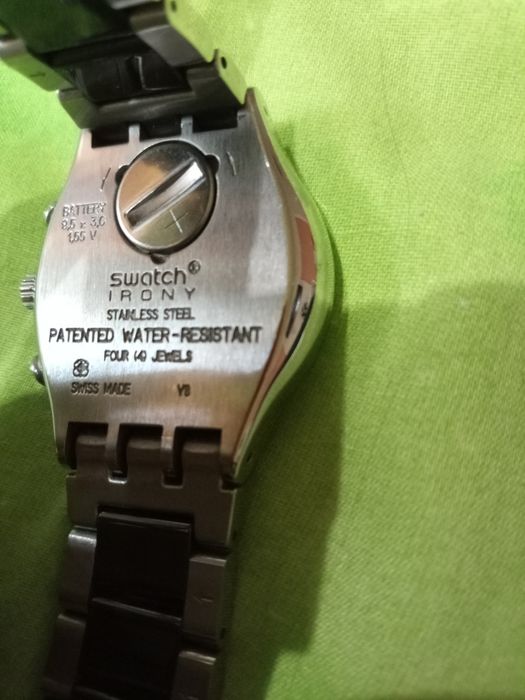 BATTERY
9,5 x 3,6
1,55 V
+
swatch®
IRONY
STAINLESS STEEL
PATENTED WATER-RESISTANT
FOUR (4) JEWELS
SWISS MADE V8